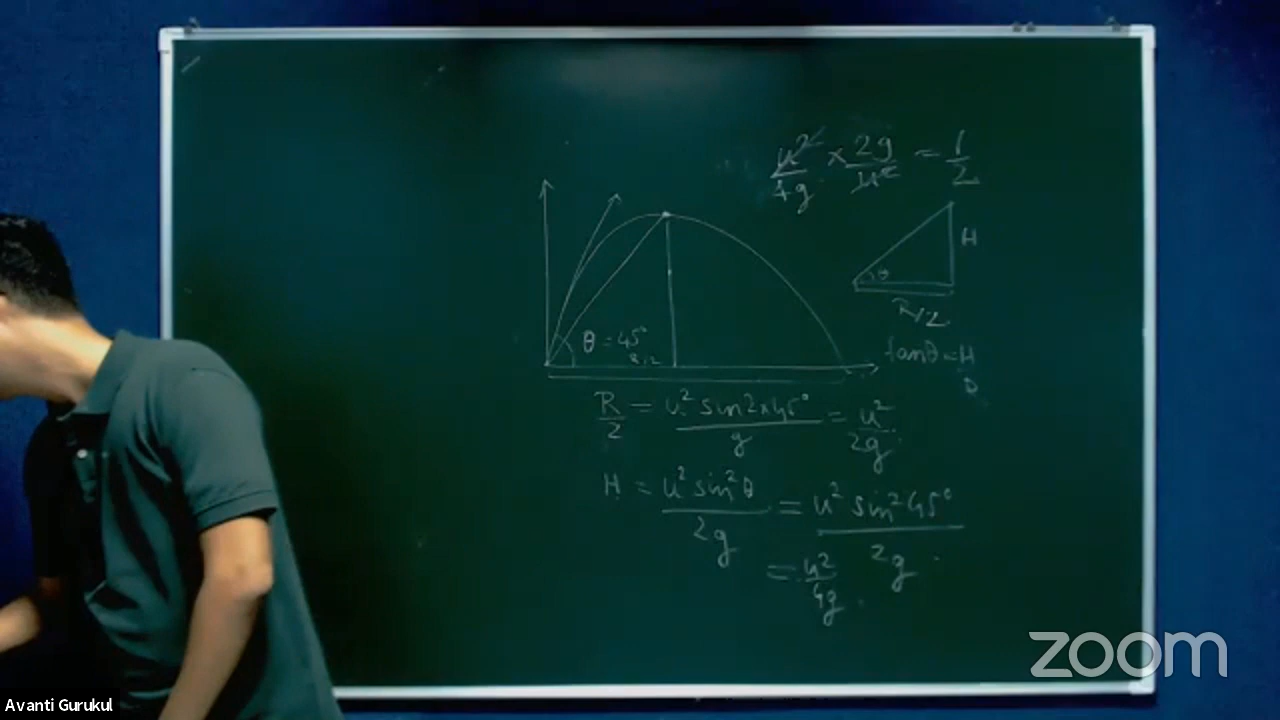 u²/4g × 2g/u² = 1/2
H
θ
R/2
θ = 45°
R/2
tanθ = H
R/2 = u² sin2×45°/g = u²/2g.
H = u² sin²θ/2g = u² sin²45°/2g.
= u²/4g.
zoom
Avanti Gurukul